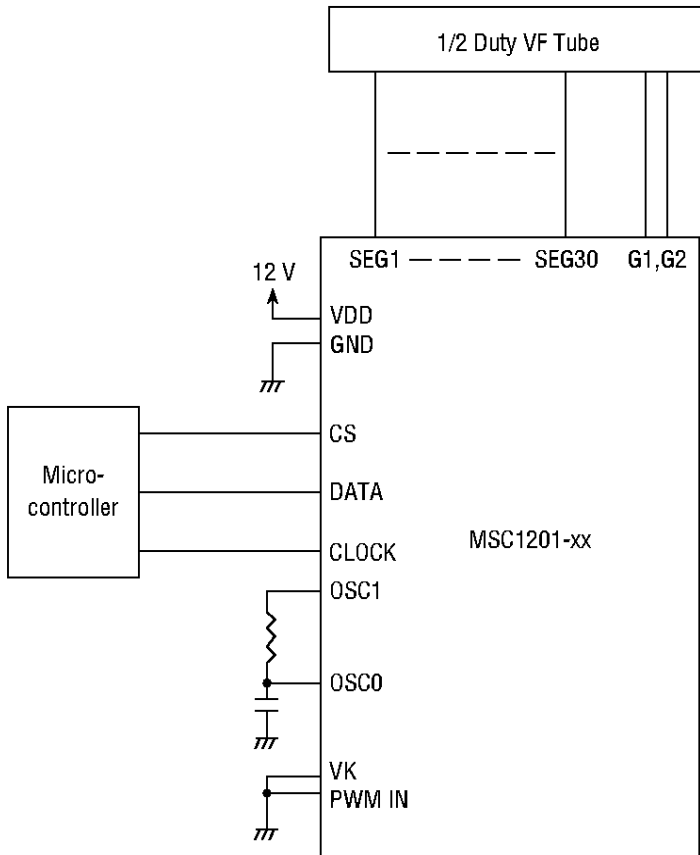 1/2 Duty VF Tube
SEG1 — — — — — SEG30 G1,G2
12 V
VDD
GND
CS
Micro-
controller
DATA
MSC1201-xx
CLOCK
OSC1
OSC0
VK
PWM IN